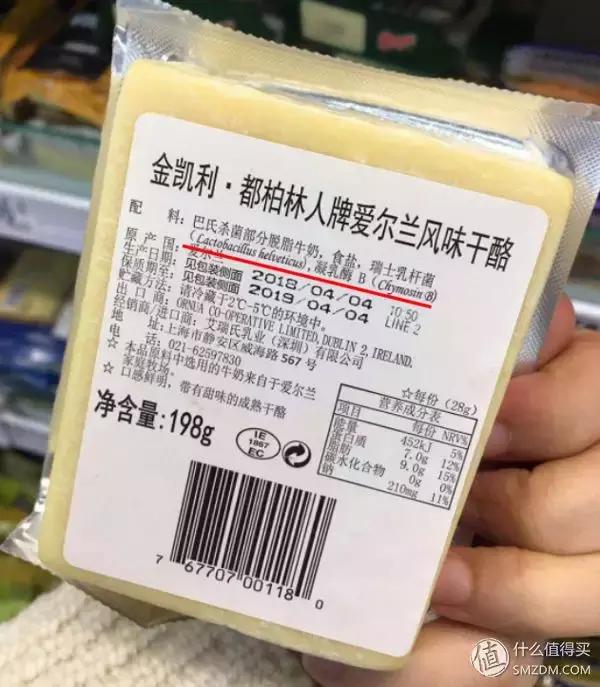 金凯利·都柏林人牌爱尔兰风味干酪
配 料:巴氏杀菌部分脱脂牛奶,食盐,瑞士乳杆菌
(Lactobacillus helveticus),凝乳酶 B (Chymosin B)
原 产 国:爱尔兰
生产日期:见包装侧面 2018/04/04 10:50
保质期至:见包装侧面 2019/04/04 LINE 2
贮藏方法:请冷藏于2℃-5℃的环境中。
出 口 商:ORNUA CO-OPERATIVE LIMITED, DUBLIN 2, IRELAND.
经销商/进口商:艾瑞氏乳业(深圳)有限公司
地 址:上海市静安区威海路 567 号
电 话:021-62597830
☆ 本品原料中选用的牛奶来自于爱尔兰
家庭牧场。
☆ 口感鲜明,带有甜味的成熟干酪
净含量:198g
IE
1867
EC
☆每份 (28g)
营养成分表
项目 每份 NRV%
能量 452kJ 5%
蛋白质 7.0g 12%
脂肪 9.0g 15%
碳水化合物 0g 0%
钠 210mg 11%
7 67707 00118 0
值 什么值得买
SMZDM.COM